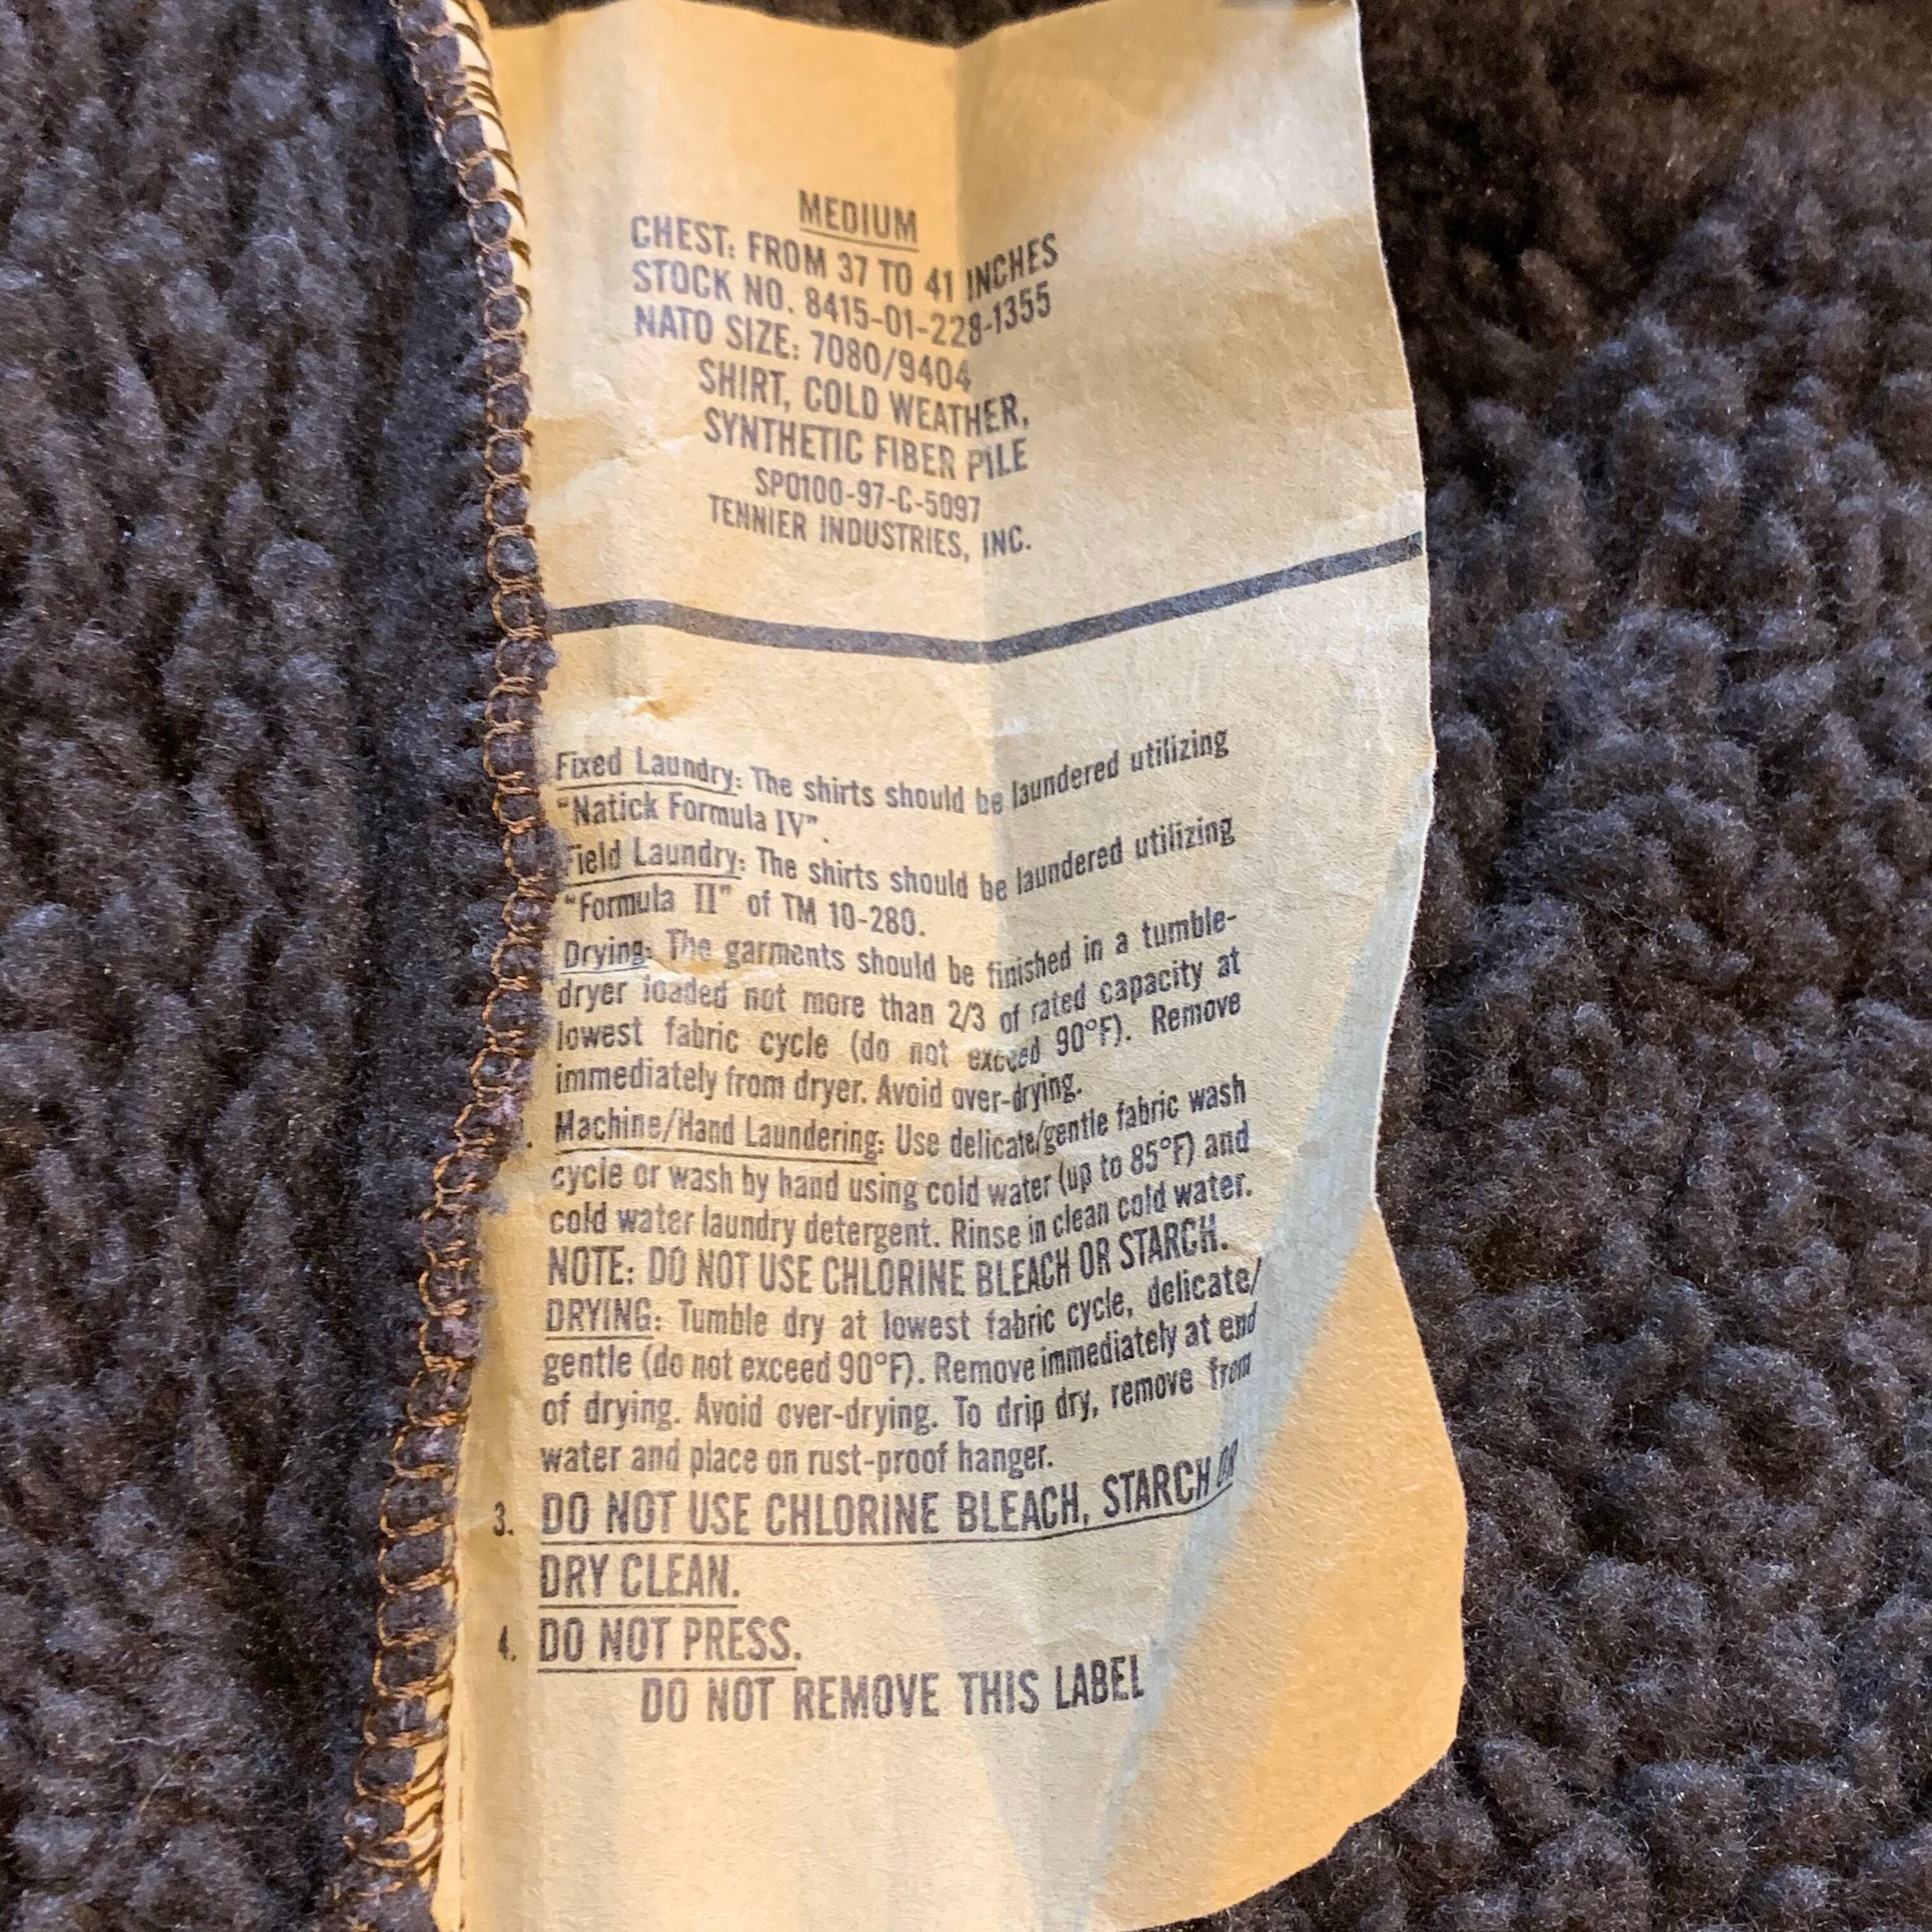 MEDIUM
CHEST: FROM 37 TO 41 INCHES
STOCK NO. 8415-01-228-1355
NATO SIZE: 7080/9404
SHIRT, COLD WEATHER,
SYNTHETIC FIBER PILE
SPO100-97-C-5097
TENNIER INDUSTRIES, INC.
Fixed Laundry: The shirts should be laundered utilizing
"Natick Formula IV".
Field Laundry: The shirts should be laundered utilizing
"Formula II" of TM 10-280.
Drying: The garments should be finished in a tumble-
dryer loaded not more than 2/3 of rated capacity at
lowest fabric cycle (do not exceed 90°F). Remove
immediately from dryer. Avoid over-drying.
. Machine/Hand Laundering: Use delicate/gentle fabric wash
cycle or wash by hand using cold water (up to 85°F) and
cold water laundry detergent. Rinse in clean cold water.
NOTE: DO NOT USE CHLORINE BLEACH OR STARCH.
DRYING: Tumble dry at lowest fabric cycle, delicate/
gentle (do not exceed 90°F). Remove immediately at end
of drying. Avoid over-drying. To drip dry, remove from
water and place on rust-proof hanger.
3. DO NOT USE CHLORINE BLEACH, STARCH OR
DRY CLEAN.
4. DO NOT PRESS.
DO NOT REMOVE THIS LABEL